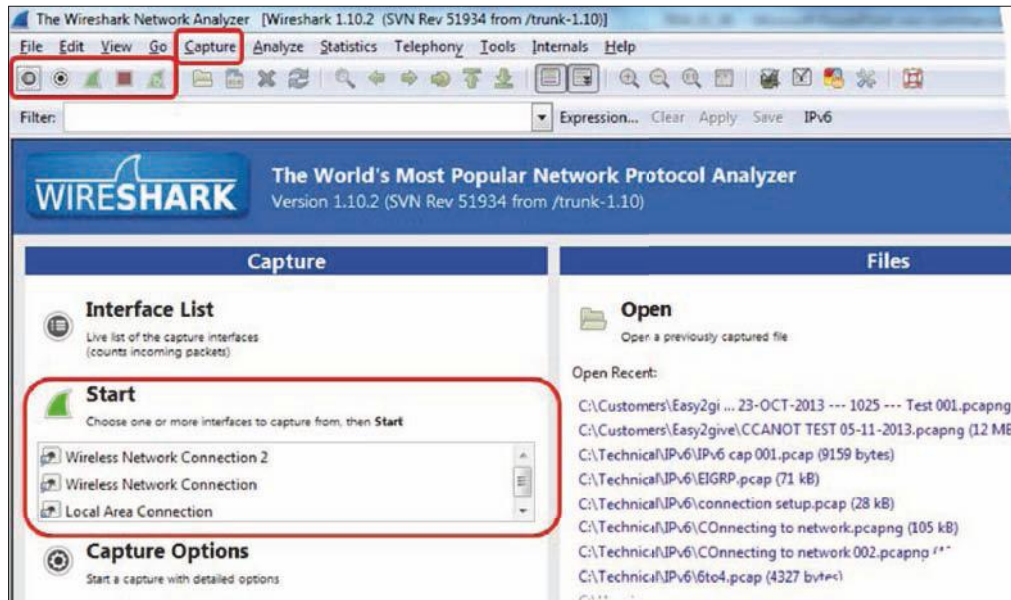 The Wireshark Network Analyzer [Wireshark 1.10.2 (SVN Rev 51934 from /trunk-1.10)]
File Edit View Go Capture Analyze Statistics Telephony Tools Internals Help
Filter: Expression... Clear Apply Save IPv6
WIRESHARK
The World's Most Popular Network Protocol Analyzer
Version 1.10.2 (SVN Rev 51934 from /trunk-1.10)
Capture
Interface List
Live list of the capture interfaces
(counts incoming packets)
Start
Choose one or more interfaces to capture from, then Start
Wireless Network Connection 2
Wireless Network Connection
Local Area Connection
Capture Options
Start a capture with detailed options
Files
Open
Open a previously captured file
Open Recent:
C:\Customers\Easy2gi ... 23-OCT-2013 --- 1025 --- Test 001.pcapng
C:\Customers\Easy2give\CCANOT TEST 05-11-2013.pcapng (12 MB
C:\Technical\IPv6\IPv6 cap 001.pcap (9159 bytes)
C:\Technical\IPv6\EIGRP.pcap (71 kB)
C:\Technical\IPv6\connection setup.pcap (28 kB)
C:\Technical\IPv6\COnnecting to network.pcapng (105 kB)
C:\Technical\IPv6\COnnecting to network 002.pcapng
C:\Technical\IPv6\6to4.pcap (4327 bytes)